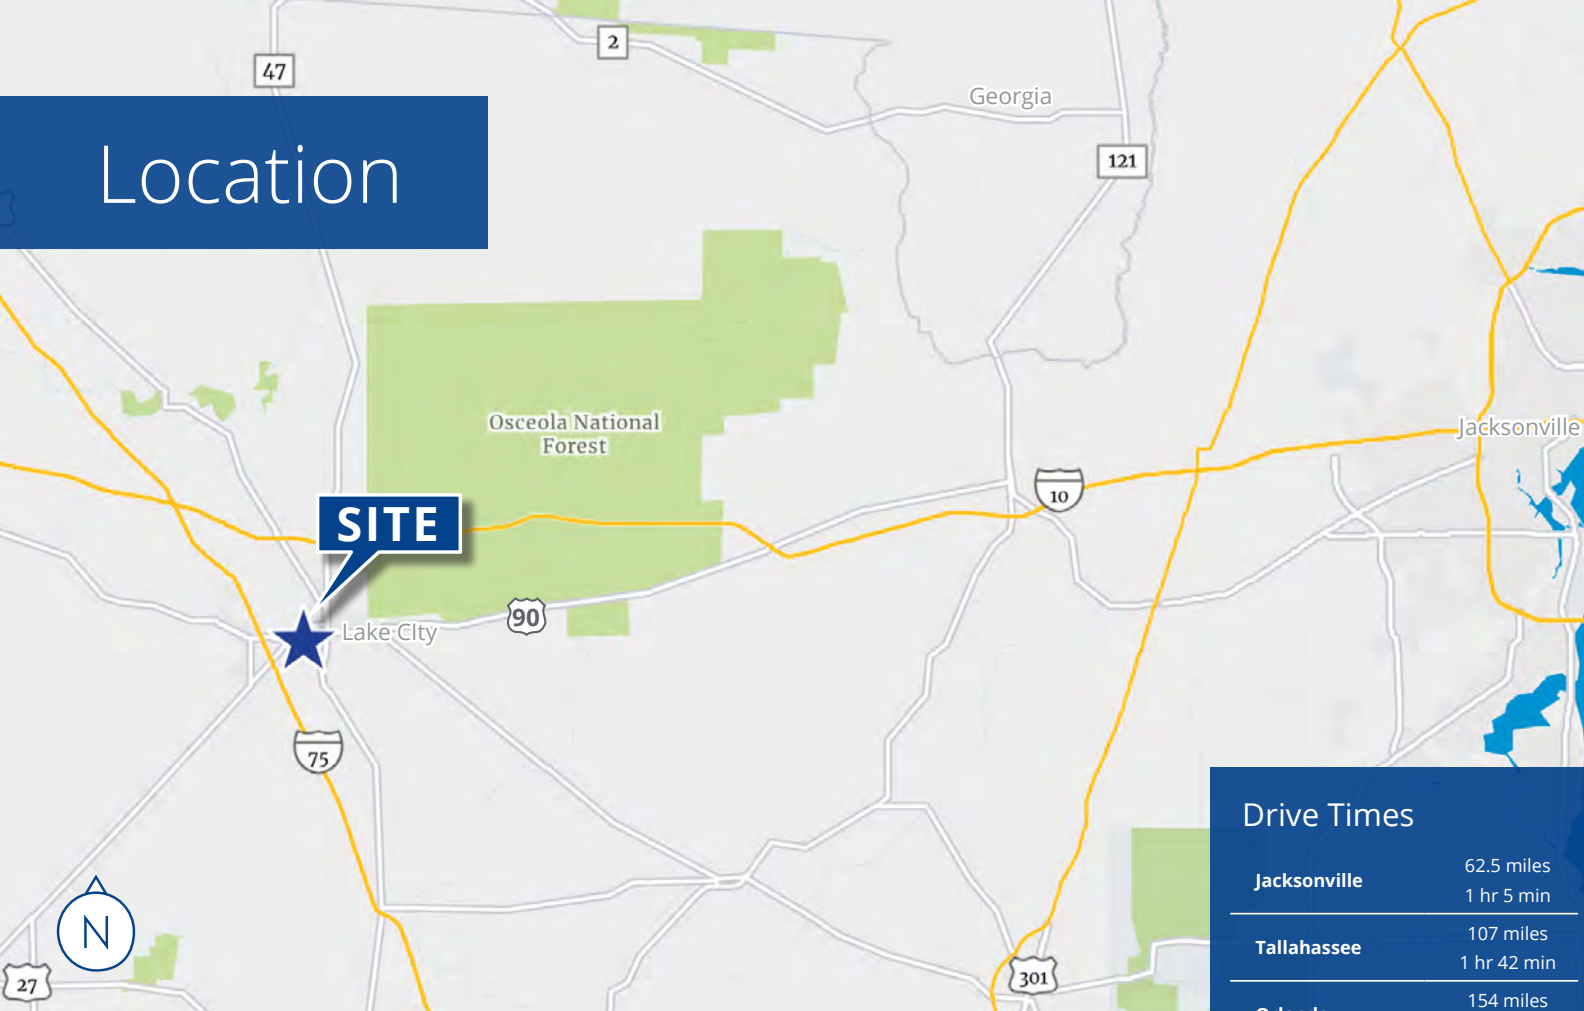 2
47
Georgia
Location
121
Osceola National
Forest
Jacksonville
10
SITE
90
Lake CIty
75
Drive Times
Jacksonville
62.5 miles
1 hr 5 min
N
Tallahassee
107 miles
1 hr 42 min
27
301
154 miles